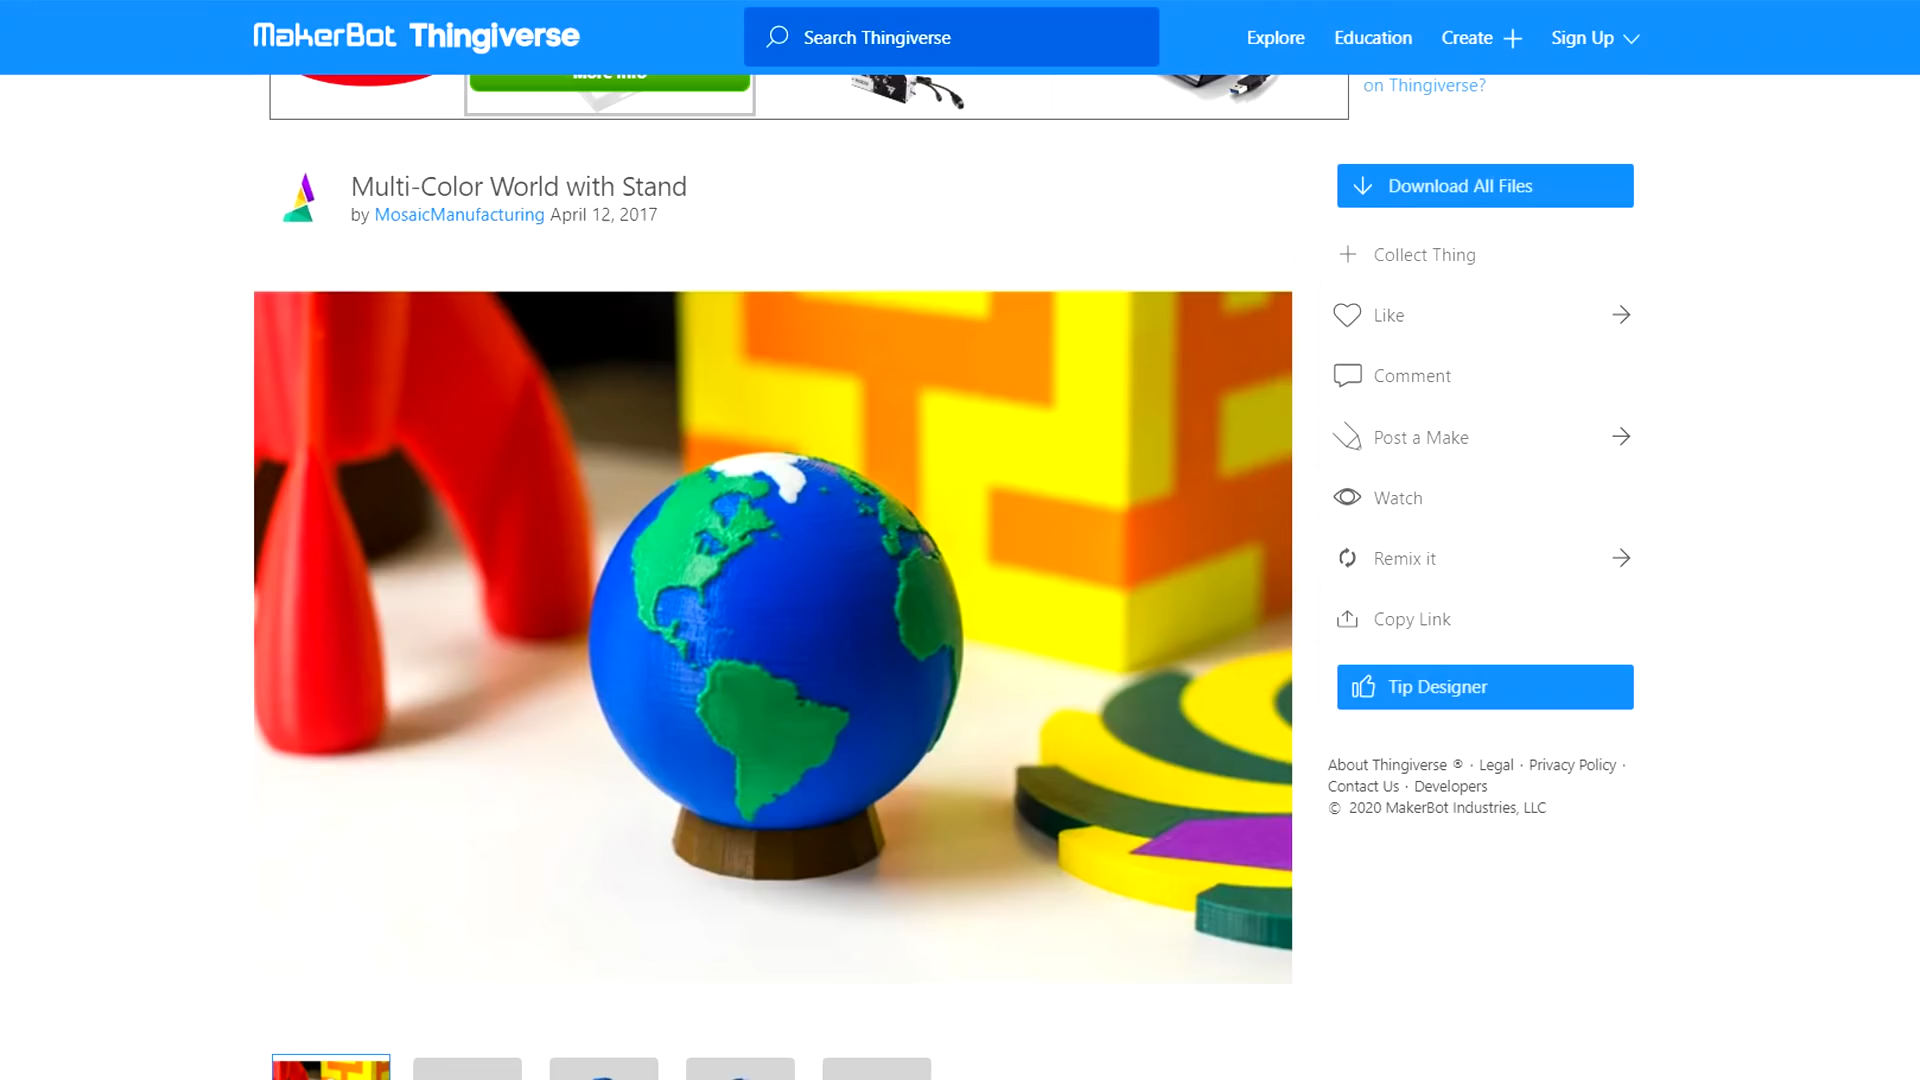 MakerBot Thingiverse
Search Thingiverse
Explore
Education
Create
Sign Up
More Info
on Thingiverse?
Multi-Color World with Stand
by MosaicManufacturing April 12, 2017
Download All Files
Collect Thing
Like
Comment
Post a Make
Watch
Remix it
Copy Link
Tip Designer
About Thingiverse ® · Legal · Privacy Policy ·
Contact Us · Developers
© 2020 MakerBot Industries, LLC